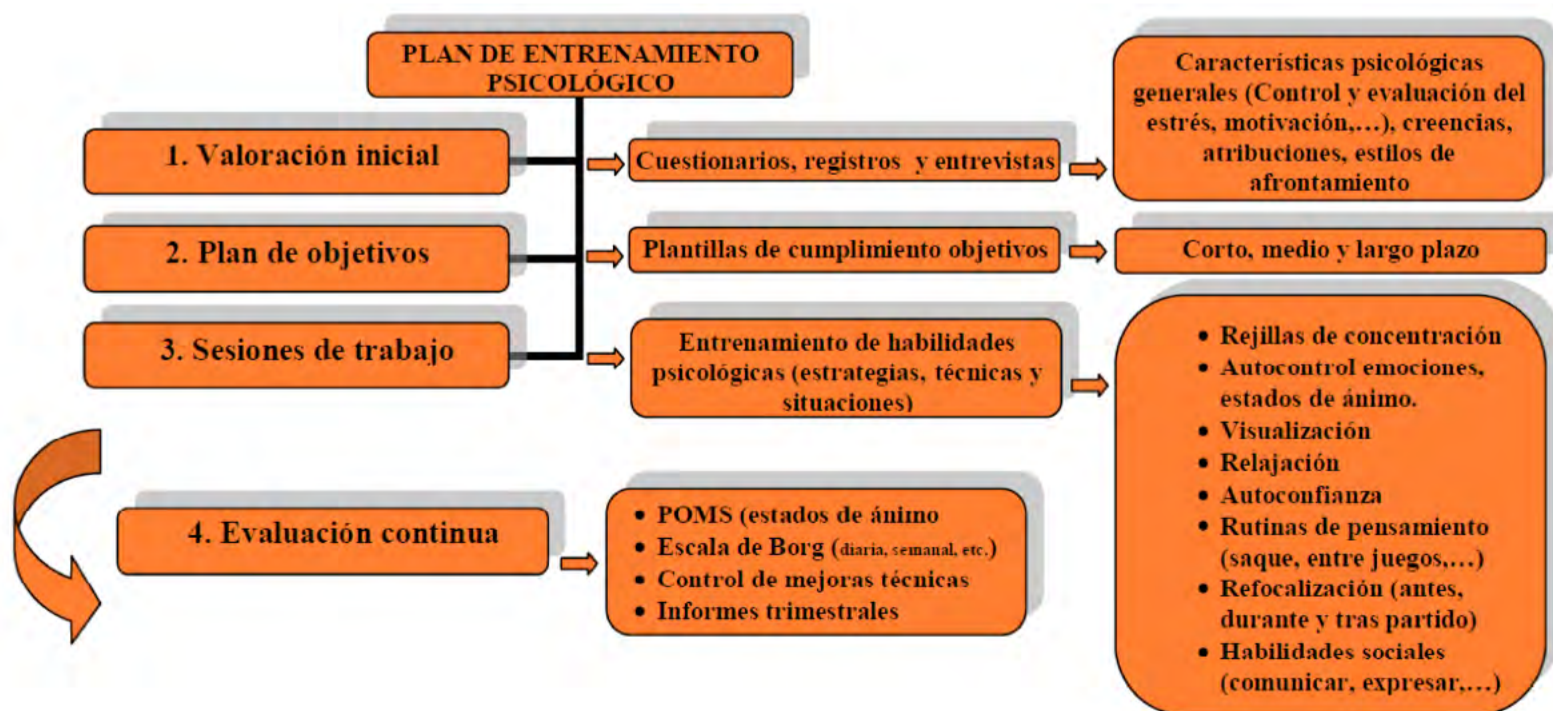 PLAN DE ENTRENAMIENTO
PSICOLÓGICO
1. Valoración inicial
Cuestionarios, registros y entrevistas
Características psicológicas
generales (Control y evaluación del
estrés, motivación,…), creencias,
atribuciones, estilos de
afrontamiento
2. Plan de objetivos
Plantillas de cumplimiento objetivos
Corto, medio y largo plazo
3. Sesiones de trabajo
Entrenamiento de habilidades
psicológicas (estrategias, técnicas y
situaciones)
• Rejillas de concentración
• Autocontrol emociones,
estados de ánimo.
• Visualización
• Relajación
• Autoconfianza
• Rutinas de pensamiento
(saque, entre juegos,…)
• Refocalización (antes,
durante y tras partido)
• Habilidades sociales
(comunicar, expresar,…)
4. Evaluación continua
• POMS (estados de ánimo
• Escala de Borg (diaria, semanal, etc.)
• Control de mejoras técnicas
• Informes trimestrales